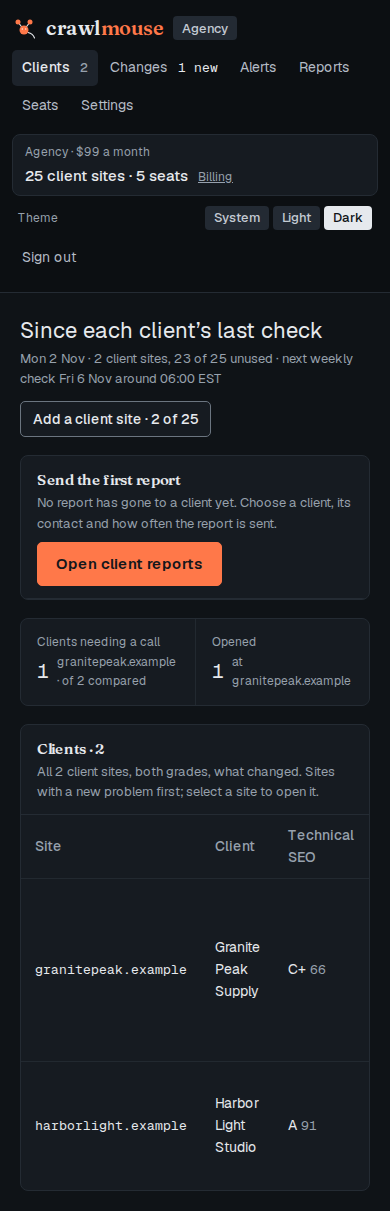 crawlmouse Agency
Clients 2 Changes 1 new Alerts Reports
Seats Settings
Agency · $99 a month
25 client sites · 5 seats Billing
Theme System Light Dark
Sign out
Since each client’s last check
Mon 2 Nov · 2 client sites, 23 of 25 unused · next weekly
check Fri 6 Nov around 06:00 EST
Add a client site · 2 of 25
Send the first report
No report has gone to a client yet. Choose a client, its
contact and how often the report is sent.
Open client reports
Clients needing a call
1 granitepeak.example
· of 2 compared
Opened
1 at
granitepeak.example
Clients · 2
All 2 client sites, both grades, what changed. Sites
with a new problem first; select a site to open it.
Site Client Technical
SEO
granitepeak.example Granite
Peak
Supply C+ 66
harborlight.example Harbor
Light
Studio A 91